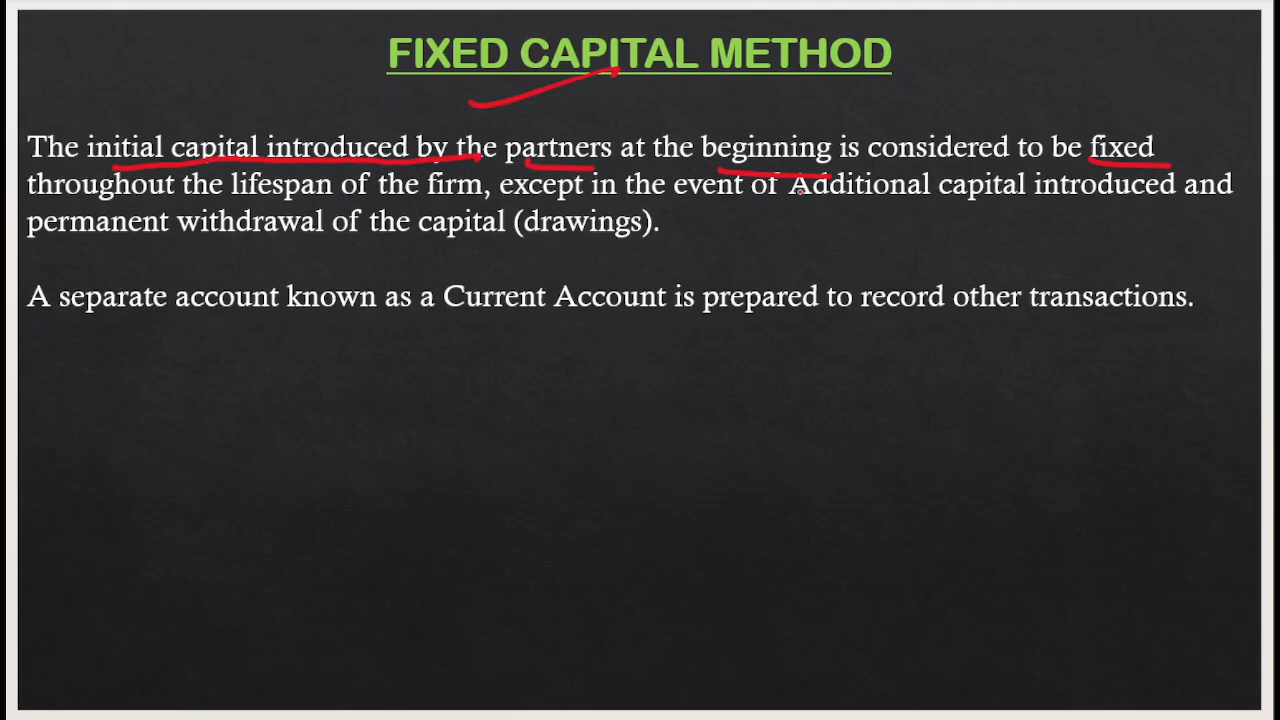 FIXED CAPITAL METHOD
The initial capital introduced by the partners at the beginning is considered to be fixed
throughout the lifespan of the firm, except in the event of Additional capital introduced and
permanent withdrawal of the capital (drawings).
A separate account known as a Current Account is prepared to record other transactions.